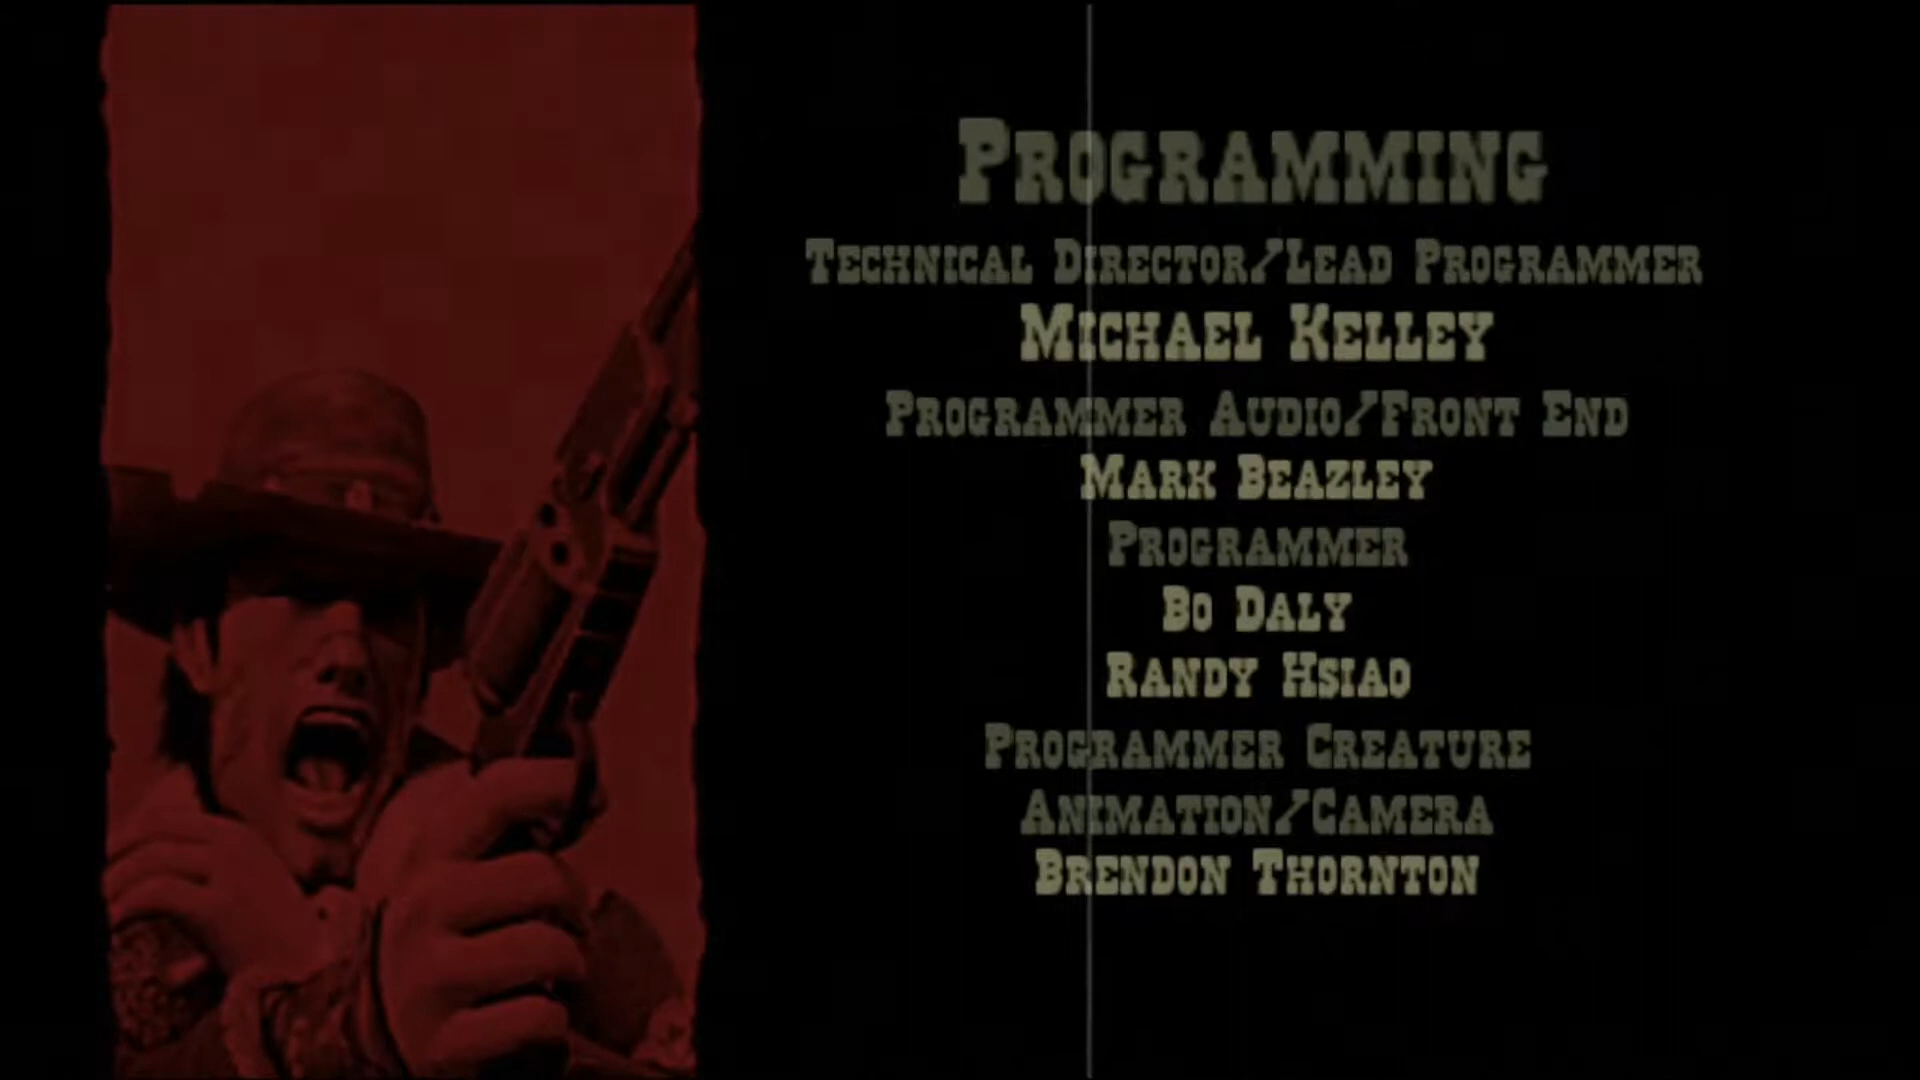 Programming
Technical Director/Lead Programmer
Michael Kelley
Programmer Audio/Front End
Mark Beazley
Programmer
Bo Daly
Randy Hsiao
Programmer Creature
Animation/Camera
Brendon Thornton